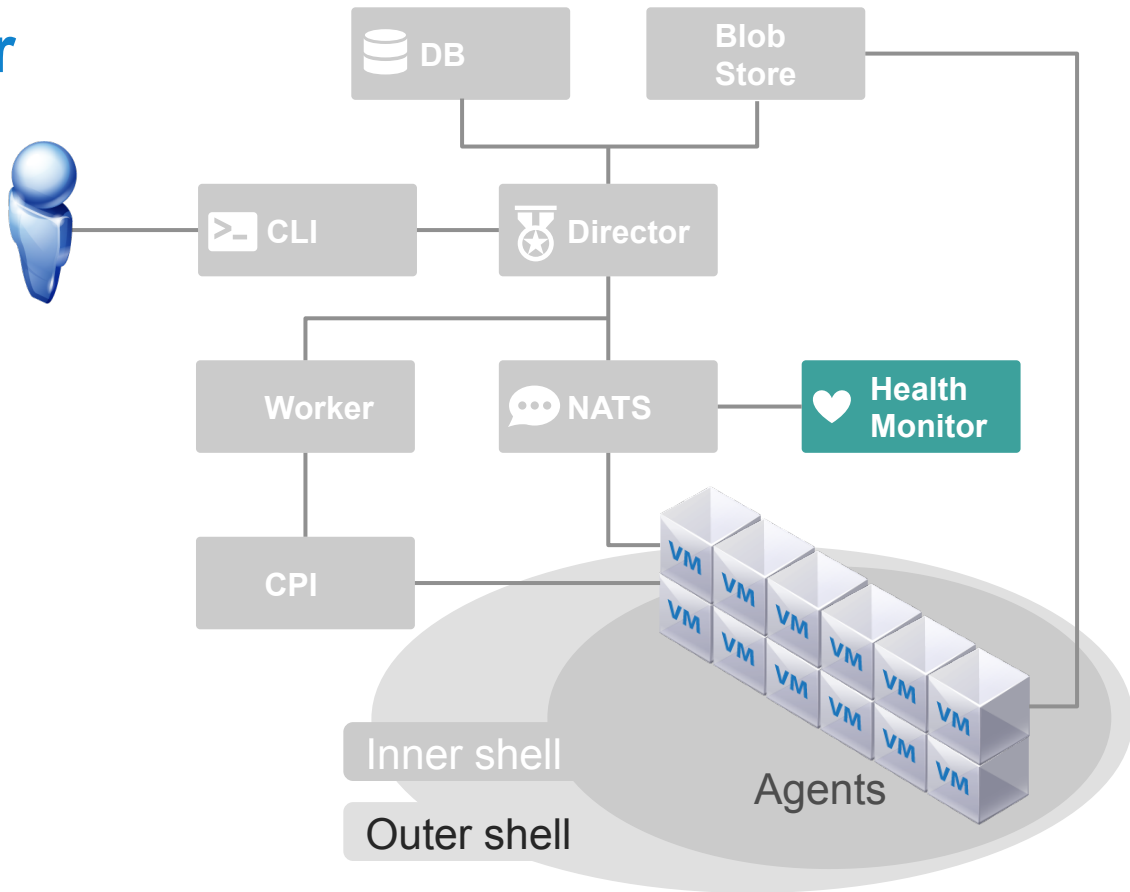 r
DB
Blob
Store
>_ CLI
Director
Worker
NATS
Health
Monitor
CPI
VM
VM
VM
VM
VM
VM
VM
VM
VM
VM
VM
VM
Inner shell
Agents
Outer shell